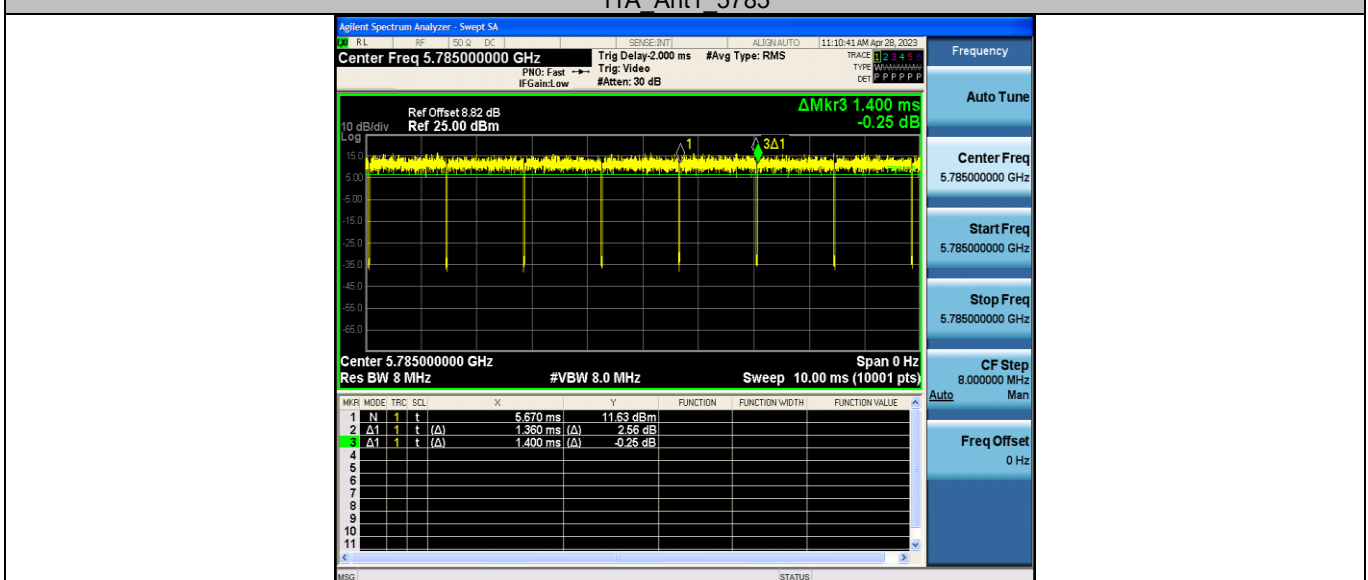 11A_Ant1_5785
Agilent Spectrum Analyzer - Swept SA
RL RF 50 Ω DC SENSE:INT ALIGN AUTO 11:10:41 AM Apr 28, 2023
Center Freq 5.785000000 GHz
PNO: Fast
IFGain:Low
Trig Delay-2.000 ms
Trig: Video
#Atten: 30 dB
#Avg Type: RMS
TRACE 1 2 3 4 5 6
TYPE WWWWWW
DET P P P P P P
Frequency
Auto Tune
Center Freq
5.785000000 GHz
Start Freq
5.785000000 GHz
Stop Freq
5.785000000 GHz
CF Step
8.000000 MHz
Auto Man
Freq Offset
0 Hz
ΔMkr3 1.400 ms
-0.25 dB
Ref Offset 8.82 dB
10 dB/div Ref 25.00 dBm
Log
1 3Δ1
15.0
5.00
-5.00
-15.0
-25.0
-35.0
-45.0
-55.0
-65.0
Center 5.785000000 GHz Span 0 Hz
Res BW 8 MHz #VBW 8.0 MHz Sweep 10.00 ms (10001 pts)
MKR MODE TRC SCL X Y FUNCTION FUNCTION WIDTH FUNCTION VALUE
1 N 1 t 5.670 ms 11.63 dBm
2 Δ1 1 t (Δ) 1.360 ms (Δ) 2.56 dB
3 Δ1 1 t (Δ) 1.400 ms (Δ) -0.25 dB
4
5
6
7
8
9
10
11
MSG STATUS